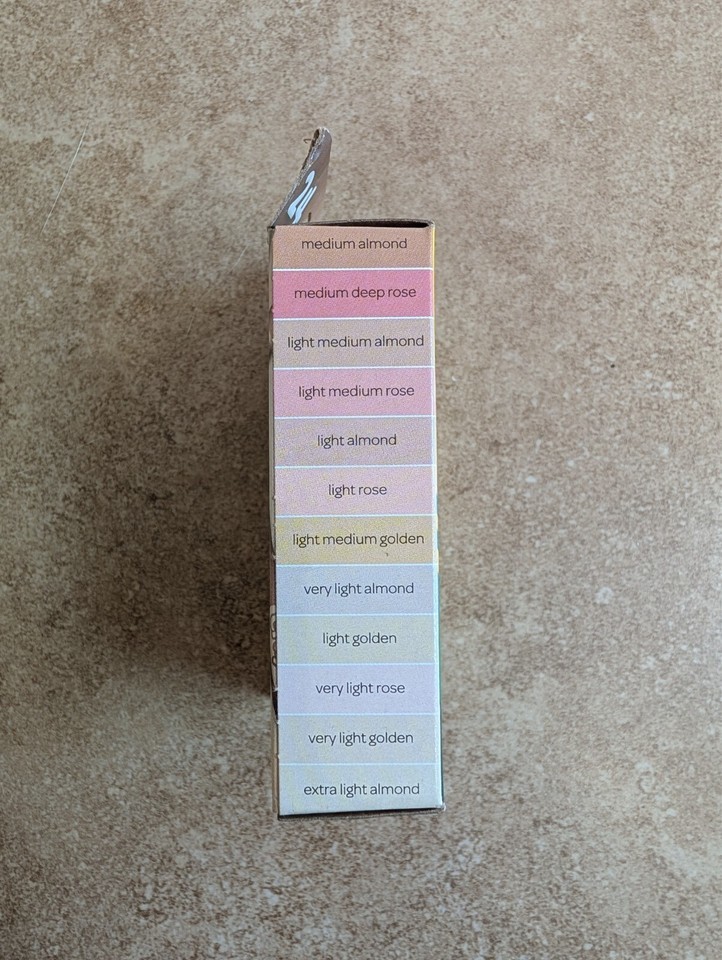 medium almond
medium deep rose
light medium almond
light medium rose
light almond
light rose
light medium golden
very light almond
light golden
very light rose
very light golden
extra light almond